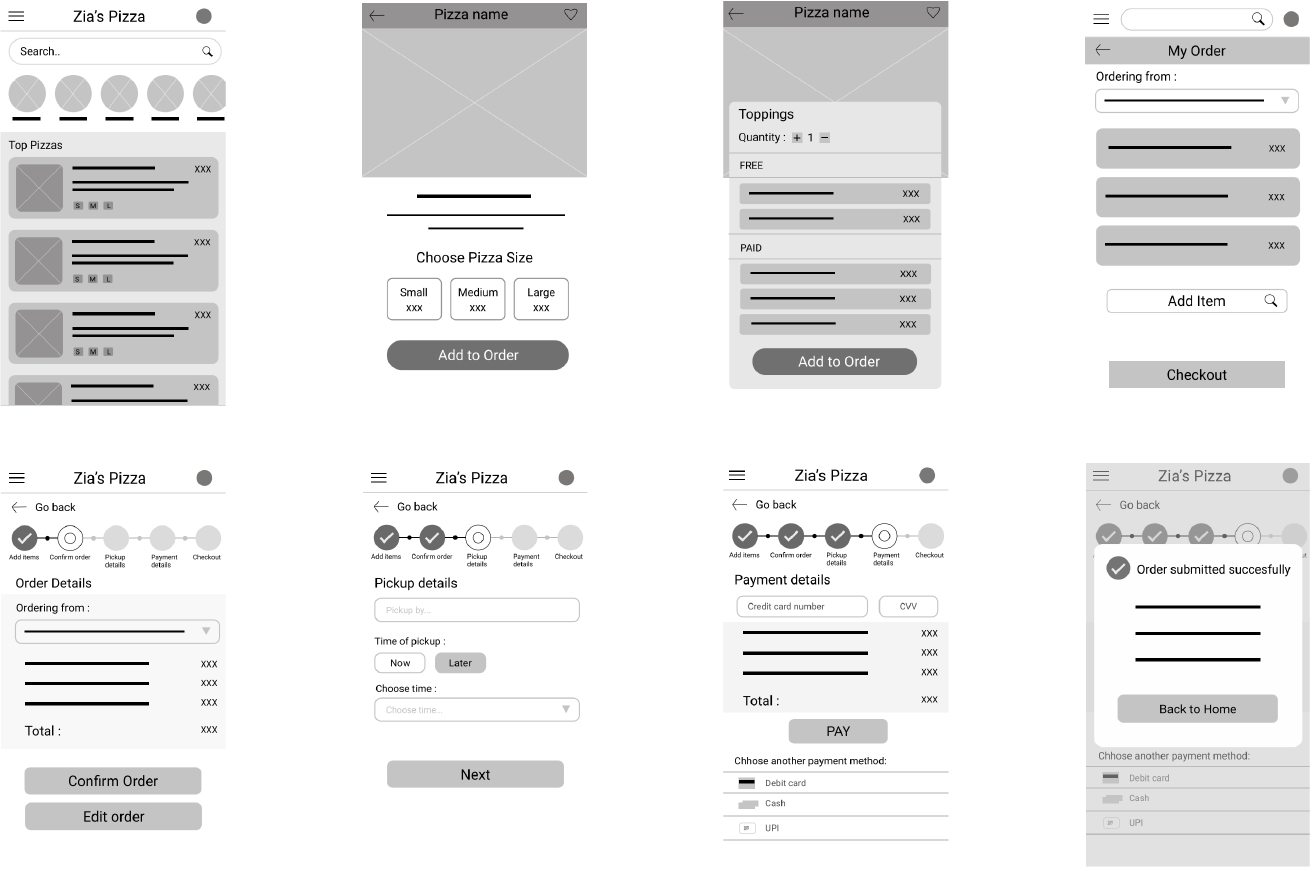 Zia's Pizza
Search..
Top Pizzas
XXX
S M L
XXX
S M L
XXX
S M L
XXX
Pizza name
Choose Pizza Size
Small Medium Large
xxx xxx xxx
Add to Order
Pizza name
Toppings
Quantity : + 1 −
FREE
XXX
XXX
PAID
XXX
XXX
XXX
Add to Order
My Order
Ordering from :
XXX
XXX
XXX
Add Item
Checkout
Zia's Pizza
Go back
Add items Confirm order Pickup details Payment details Checkout
Order Details
Ordering from :
XXX
XXX
XXX
Total : XXX
Confirm Order
Edit order
Zia's Pizza
Go back
Add items Confirm order Pickup details Payment details Checkout
Pickup details
Pickup by...
Time of pickup :
Now Later
Choose time :
Choose time...
Next
Zia's Pizza
Go back
Add items Confirm order Pickup details Payment details Checkout
Payment details
Credit card number CVV
XXX
XXX
XXX
Total : XXX
PAY
Chhose another payment method:
Debit card
Cash
UPI
Zia's Pizza
Go back
Order submitted succesfully
Back to Home
Chhose another payment method:
Debit card
Cash
UPI